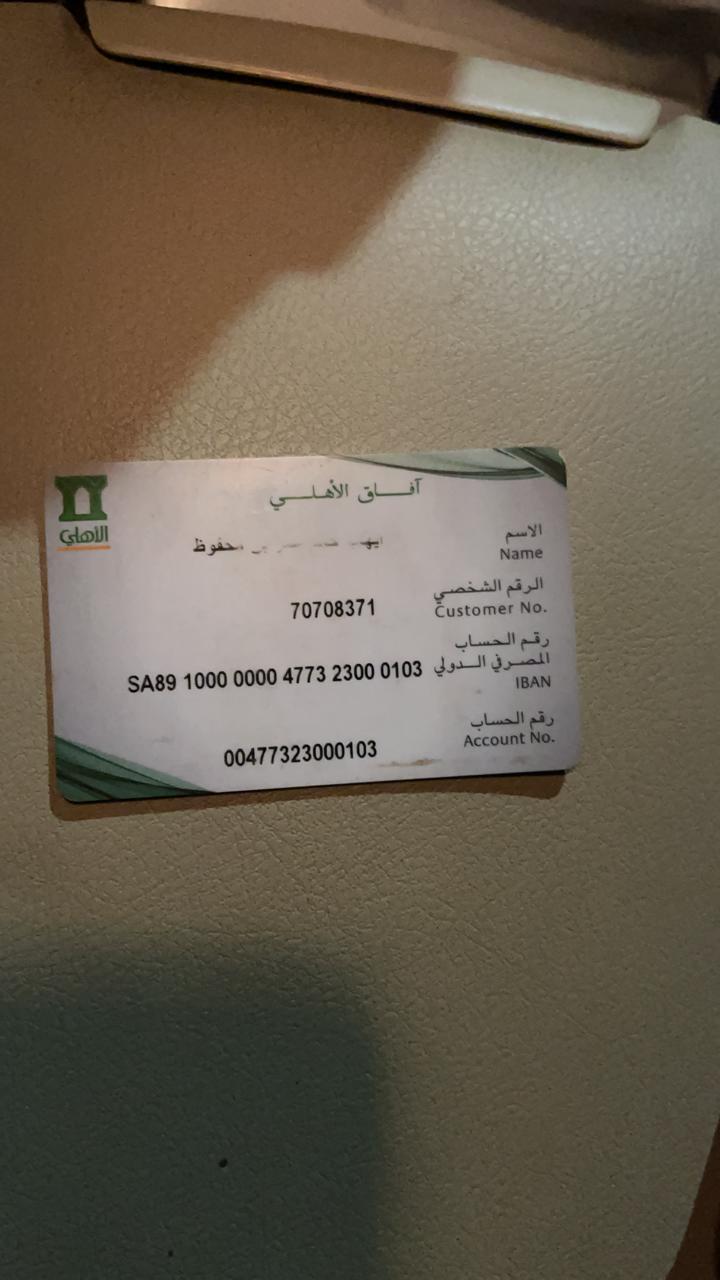 آفاق الأهلي
الأهلي
الاسم محفوظ
Name
الرقم الشخصي
Customer No. 70708371
رقم الحساب
المصرفي الدولي SA89 1000 0000 4773 2300 0103
IBAN
رقم الحساب
Account No. 00477323000103